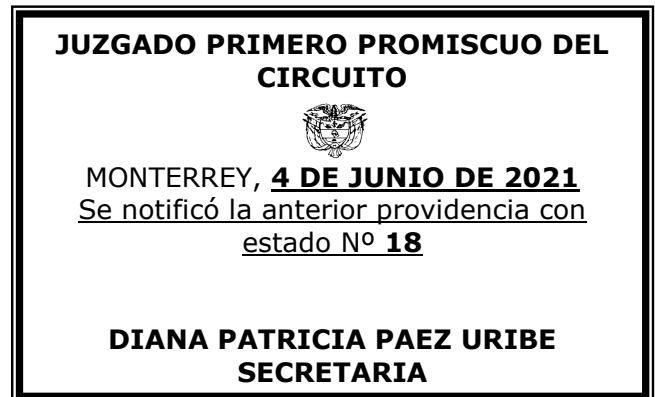 JUZGADO PRIMERO PROMISCUO DEL
CIRCUITO
MONTERREY, 4 DE JUNIO DE 2021
Se notificó la anterior providencia con
estado Nº 18
DIANA PATRICIA PAEZ URIBE
SECRETARIA